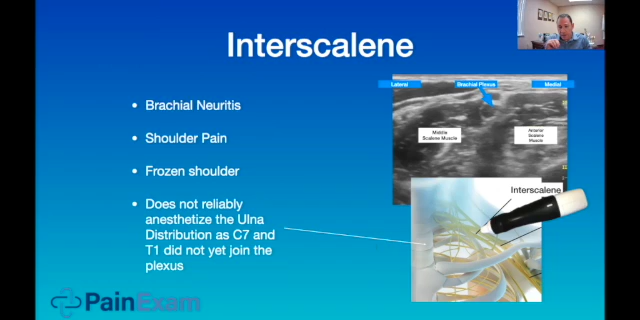 Interscalene
Lateral
Brachial Plexus
Medial
• Brachial Neuritis
• Shoulder Pain
Middle
Scalene Muscle
Anterior
Scalene
Muscle
• Frozen shoulder
• Does not reliably
anesthetize the Ulna
Distribution as C7 and
T1 did not yet join the
plexus
Interscalene
PainExam